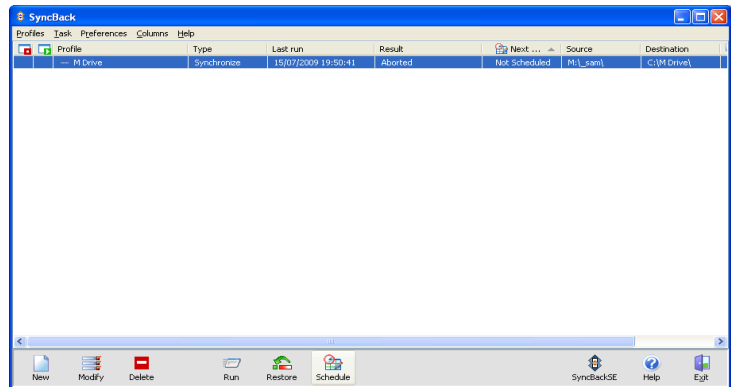 SyncBack
Profiles Task Preferences Columns Help
Profile Type Last run Result Next ... Source Destination
M Drive Synchronize 15/07/2009 19:50:41 Aborted Not Scheduled M:\_sam\ C:\M Drive\
New Modify Delete Run Restore Schedule SyncBackSE Help Exit